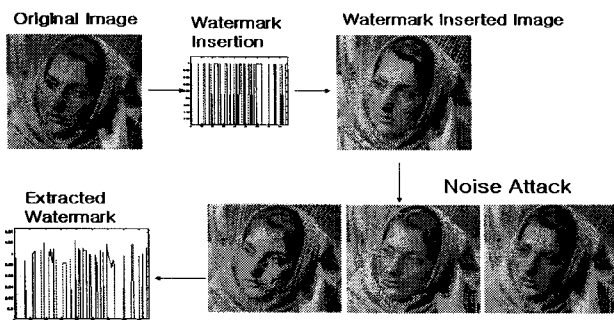 Original Image
Watermark
Insertion
Watermark Inserted Image
Noise Attack
Extracted
Watermark